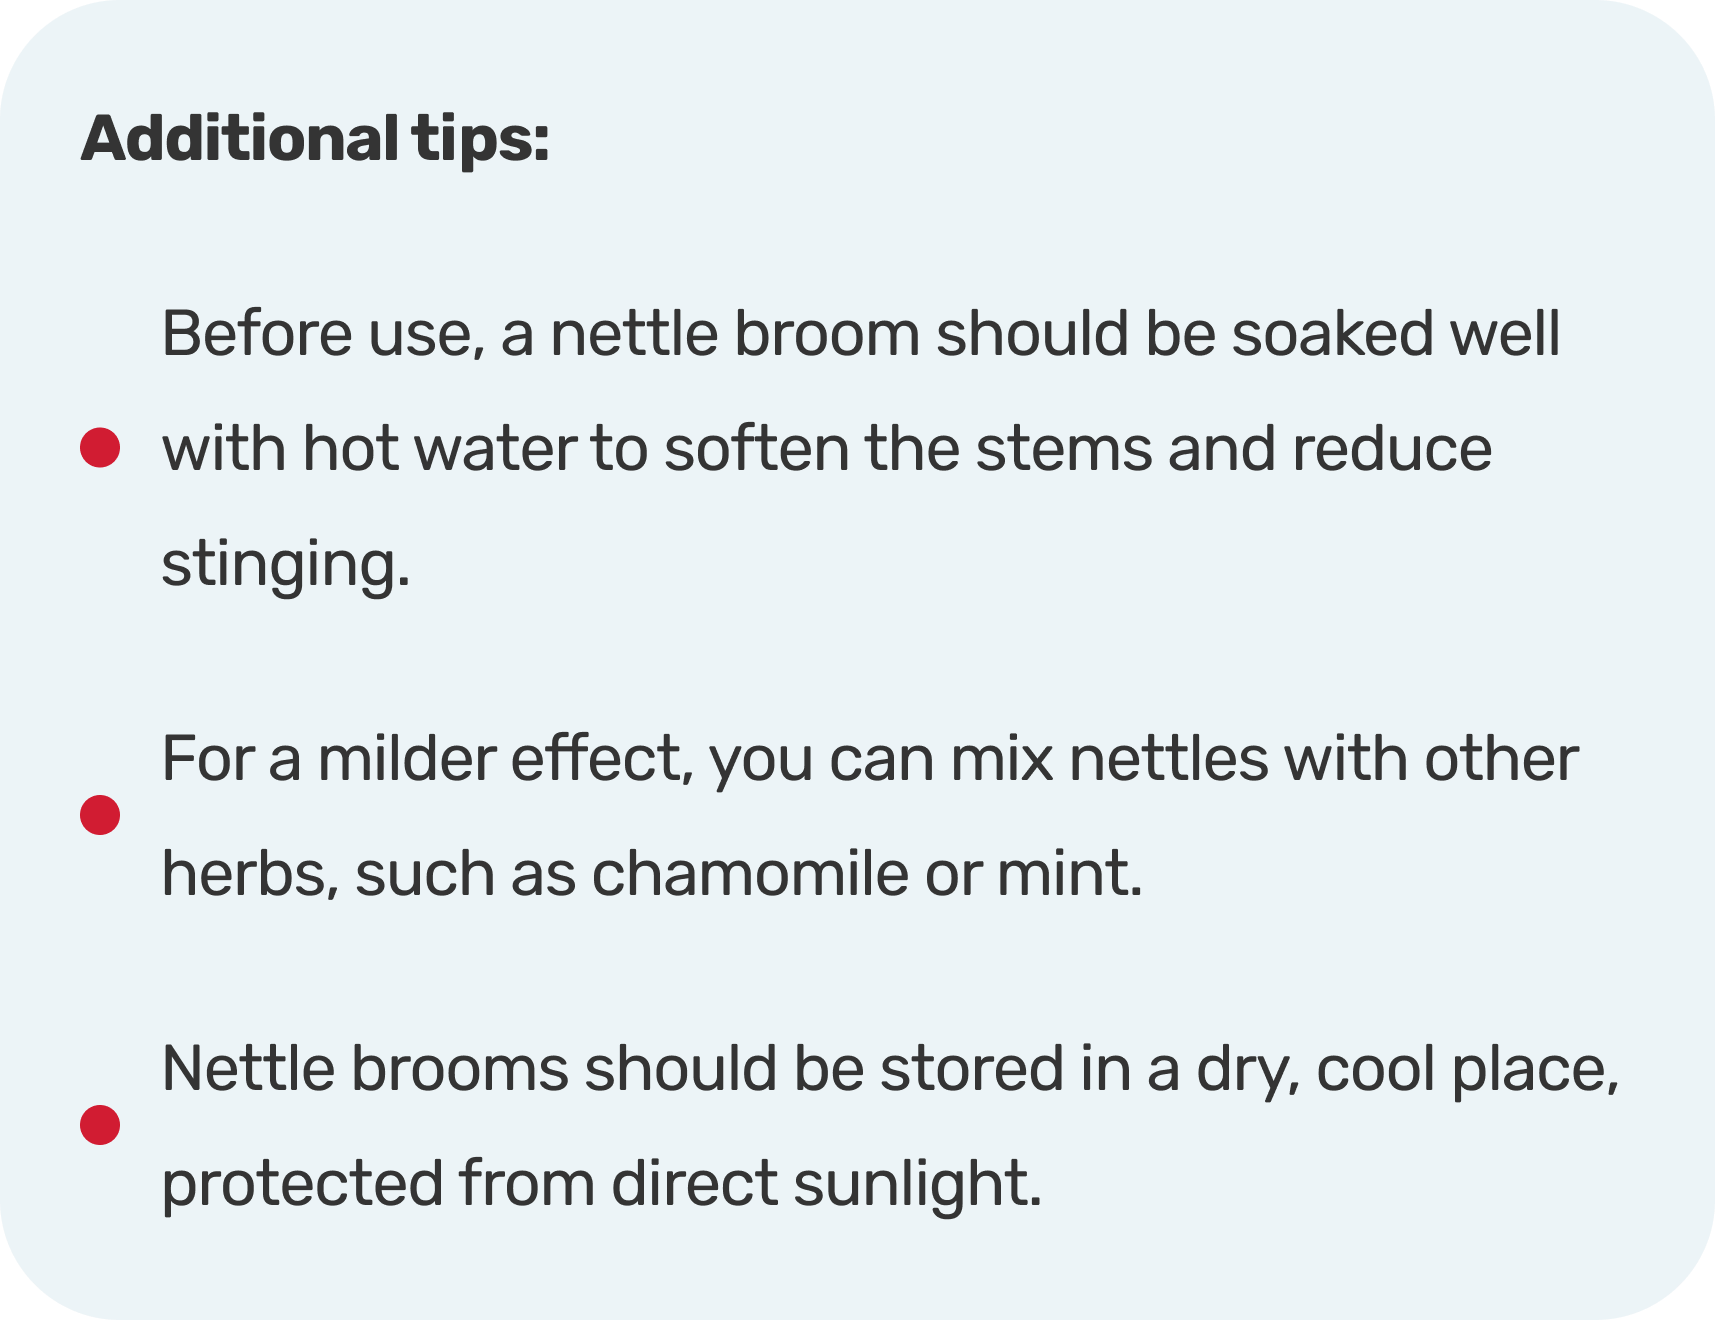 Additional tips:
Before use, a nettle broom should be soaked well
with hot water to soften the stems and reduce
stinging.
For a milder effect, you can mix nettles with other
herbs, such as chamomile or mint.
Nettle brooms should be stored in a dry, cool place,
protected from direct sunlight.